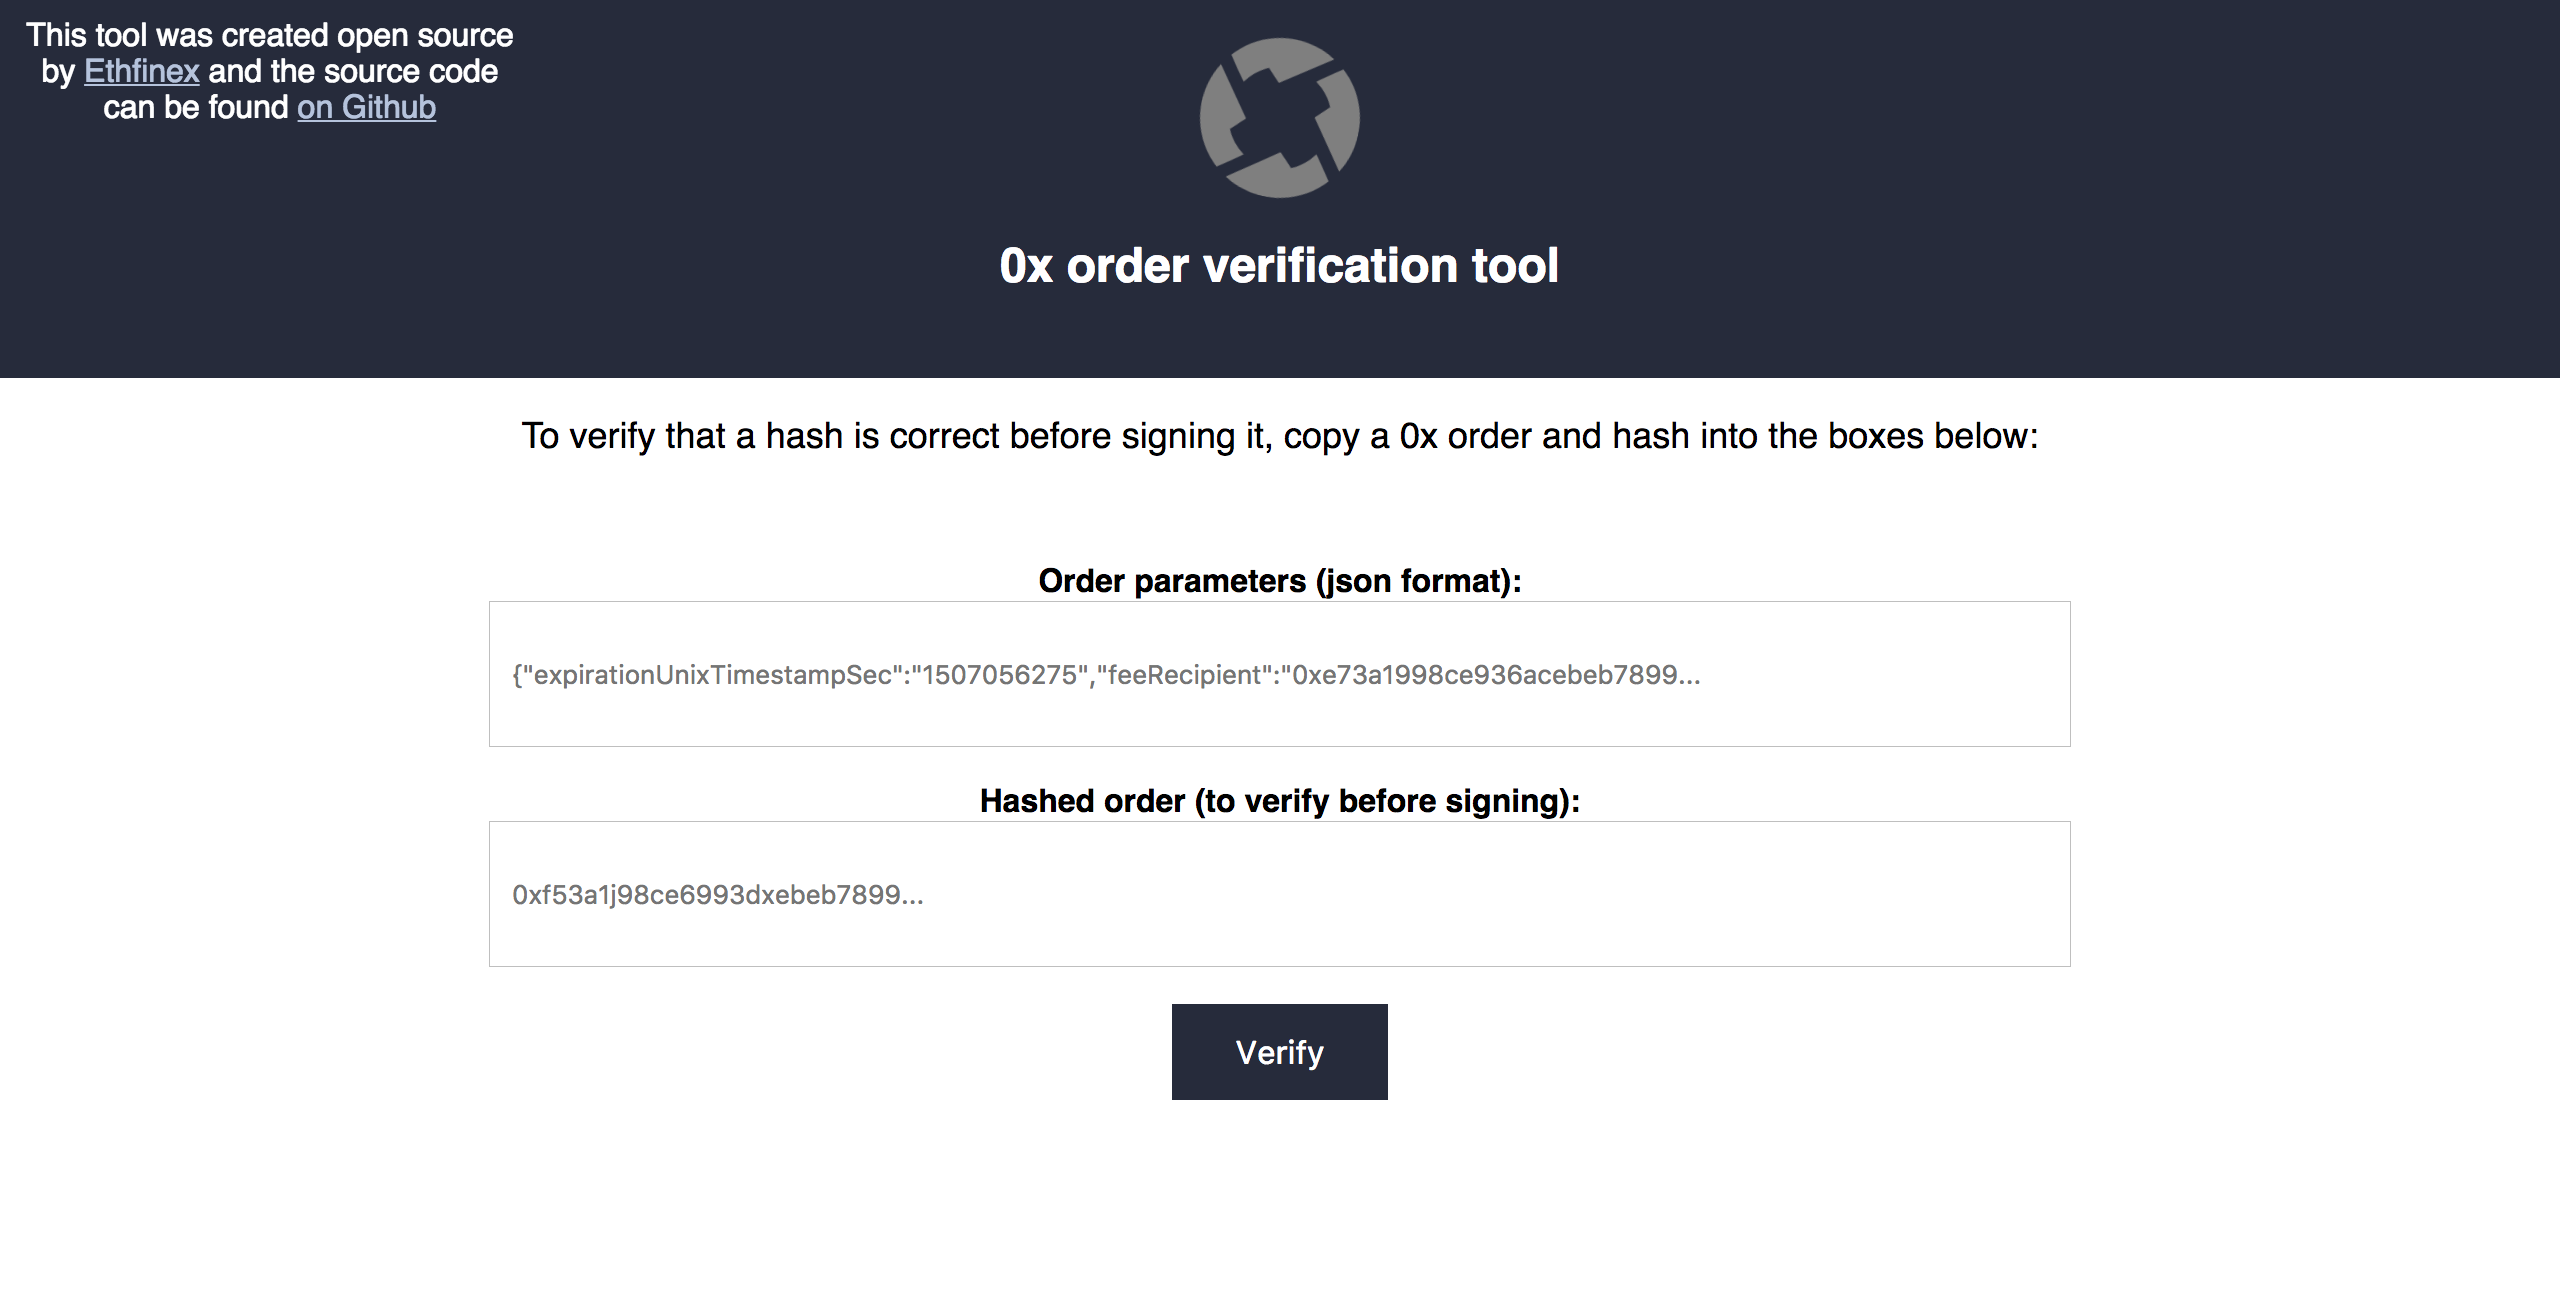 This tool was created open source
by Ethfinex and the source code
can be found on Github
0x order verification tool
To verify that a hash is correct before signing it, copy a 0x order and hash into the boxes below:
Order parameters (json format):
{"expirationUnixTimestampSec":"1507056275","feeRecipient":"0xe73a1998ce936acebeb7899...
Hashed order (to verify before signing):
0xf53a1j98ce6993dxebeb7899...
Verify